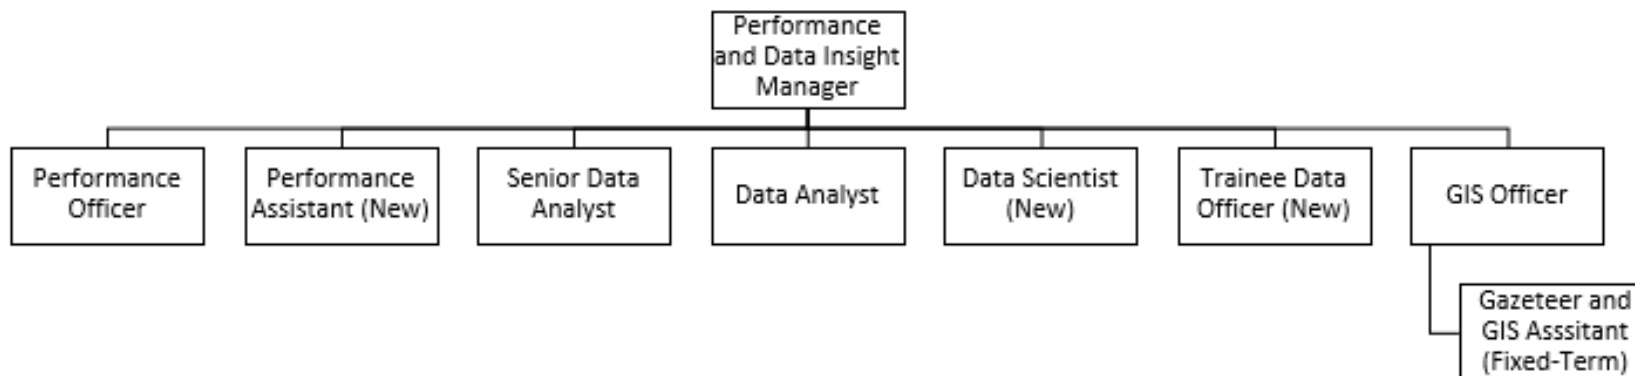 Performance
and Data Insight
Manager
Performance
Officer
Performance
Assistant (New)
Senior Data
Analyst
Data Analyst
Data Scientist
(New)
Trainee Data
Officer (New)
GIS Officer
Gazeteer and
GIS Asssitant
(Fixed-Term)